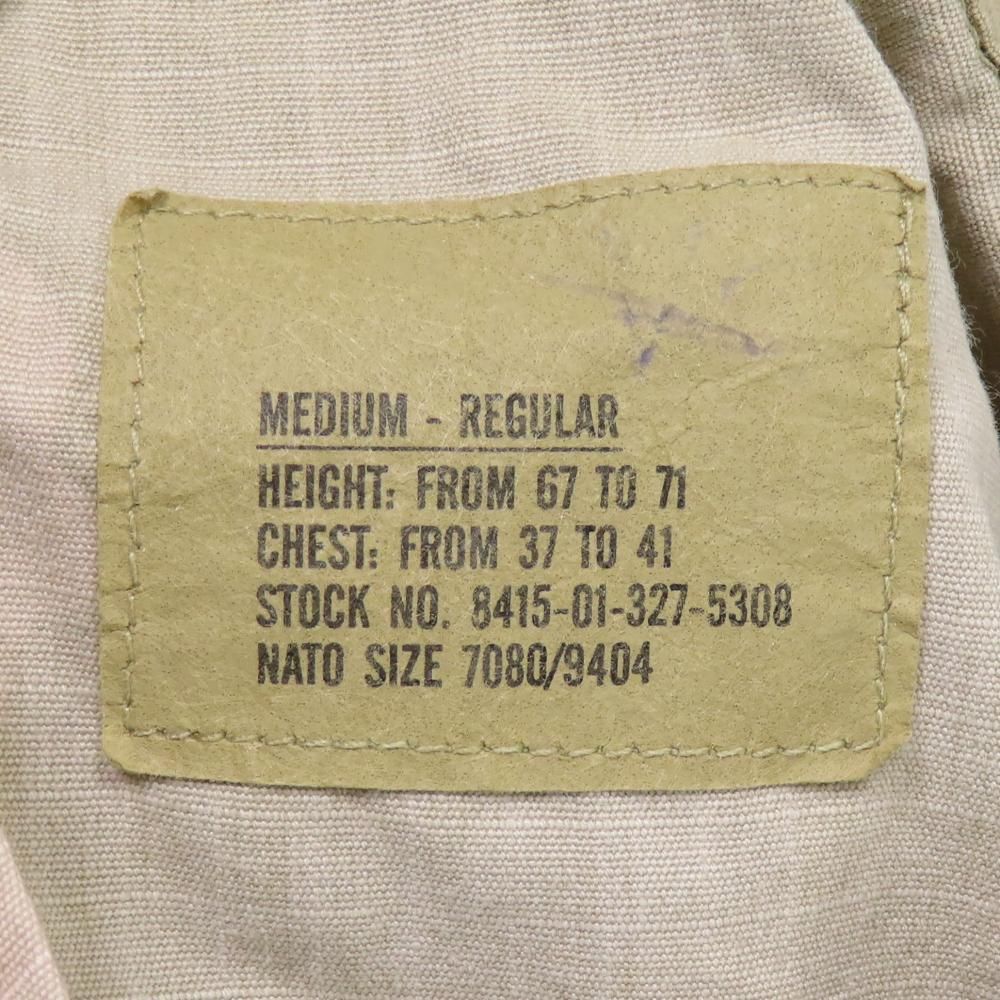 MEDIUM - REGULAR
HEIGHT: FROM 67 TO 71
CHEST: FROM 37 TO 41
STOCK NO. 8415-01-327-5308
NATO SIZE 7080/9404